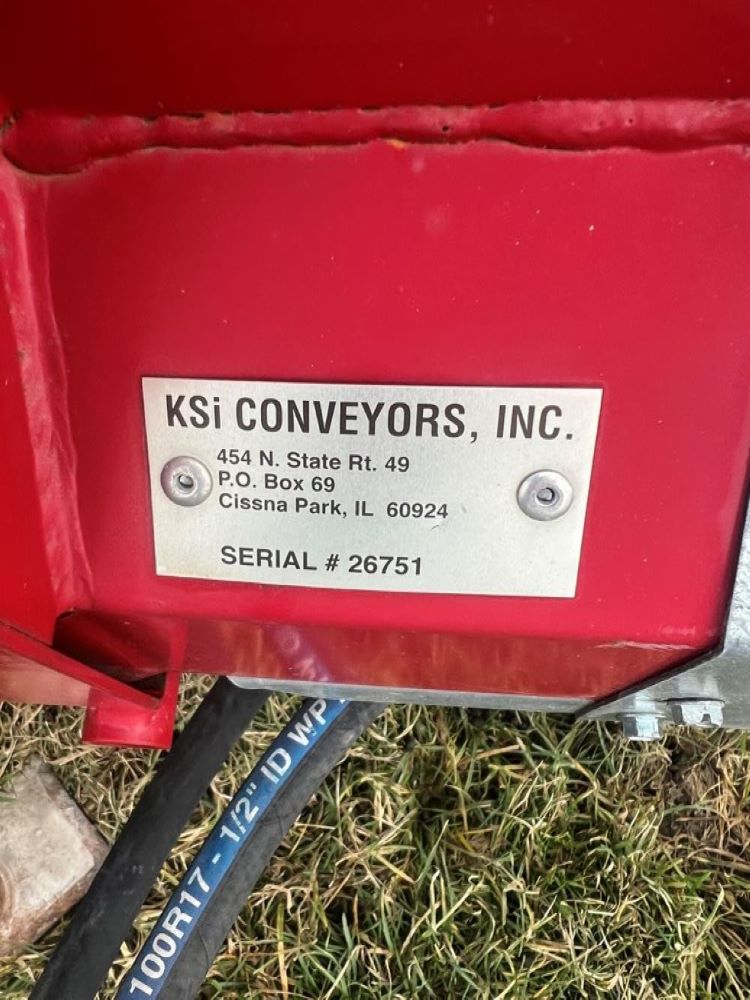 KSi CONVEYORS, INC.
454 N. State Rt. 49
P.O. Box 69
Cissna Park, IL 60924
SERIAL # 26751
100R17 - 1/2" ID WP